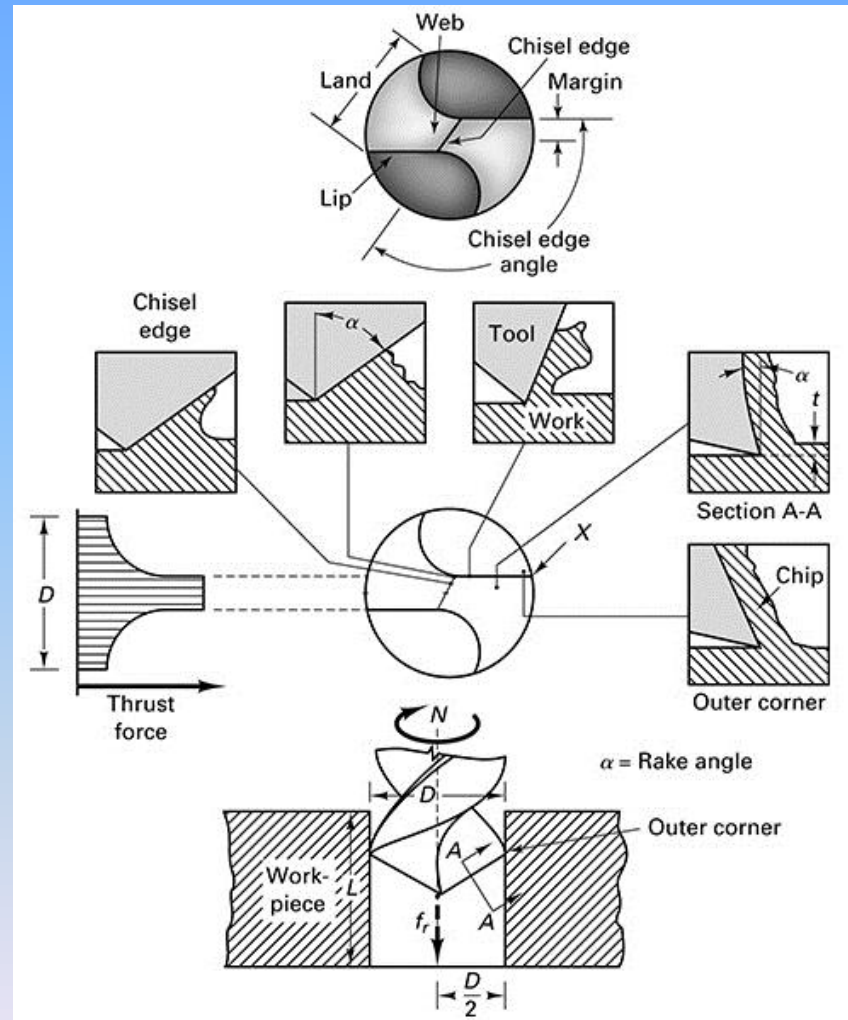 Web
Chisel edge
Land
Margin
Lip
Chisel edge
angle
Chisel
edge
α
Tool
Work
α
t
Section A-A
X
D
Chip
Thrust
force
Outer corner
N
α = Rake angle
D
Outer corner
A
Work-
piece
L
A
fr
D
2